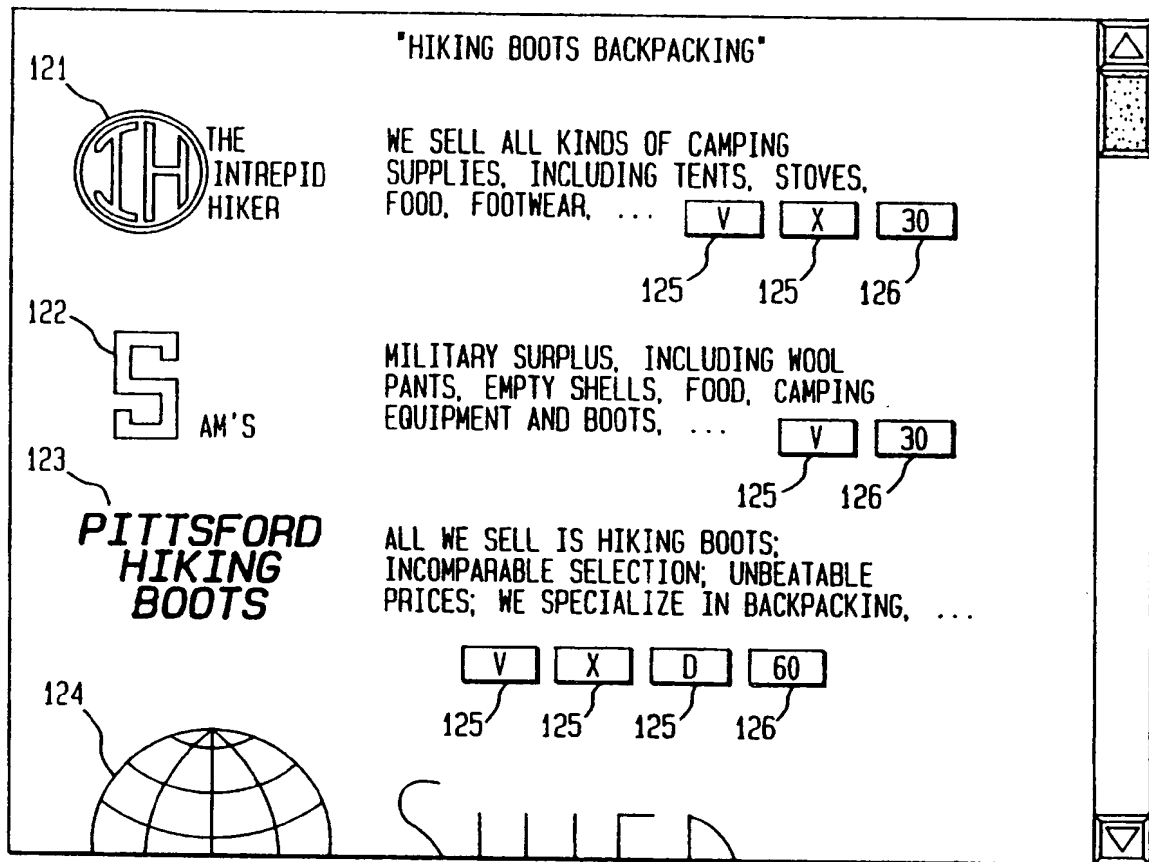 "HIKING BOOTS BACKPACKING"
121
IH
THE
INTREPID
HIKER
WE SELL ALL KINDS OF CAMPING
SUPPLIES, INCLUDING TENTS, STOVES,
FOOD, FOOTWEAR, ...
V X 30
125 125 126
122
S AM'S
MILITARY SURPLUS, INCLUDING WOOL
PANTS, EMPTY SHELLS, FOOD, CAMPING
EQUIPMENT AND BOOTS, ...
V 30
125 126
123
PITTSFORD
HIKING
BOOTS
ALL WE SELL IS HIKING BOOTS;
INCOMPARABLE SELECTION; UNBEATABLE
PRICES; WE SPECIALIZE IN BACKPACKING, ...
V X D 60
125 125 125 126
124